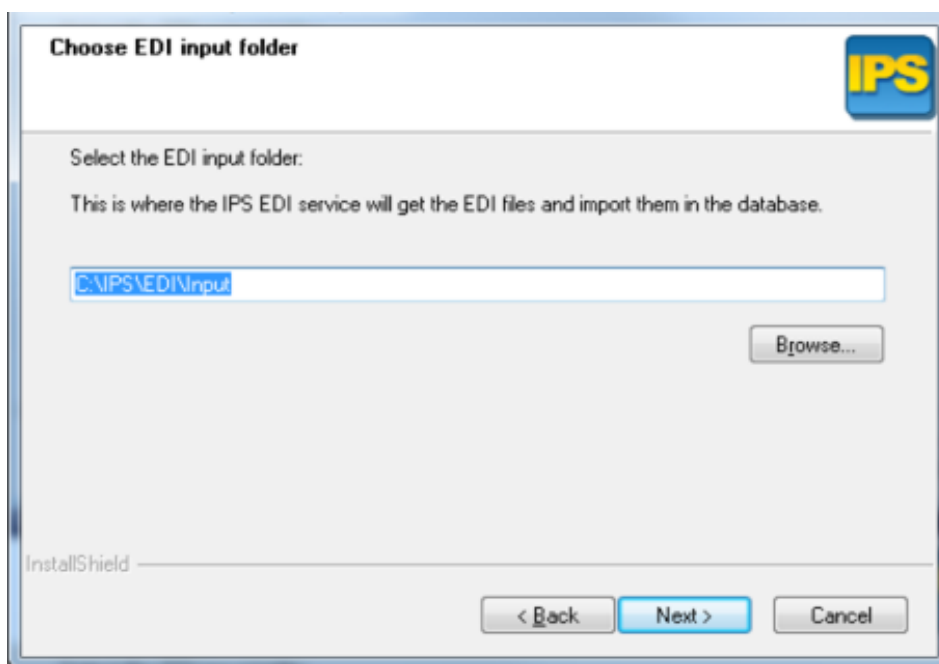 Choose EDI input folder
IPS
Select the EDI input folder:
This is where the IPS EDI service will get the EDI files and import them in the database.
C:\IPS\EDI\Input
Browse...
InstallShield
< Back
Next >
Cancel